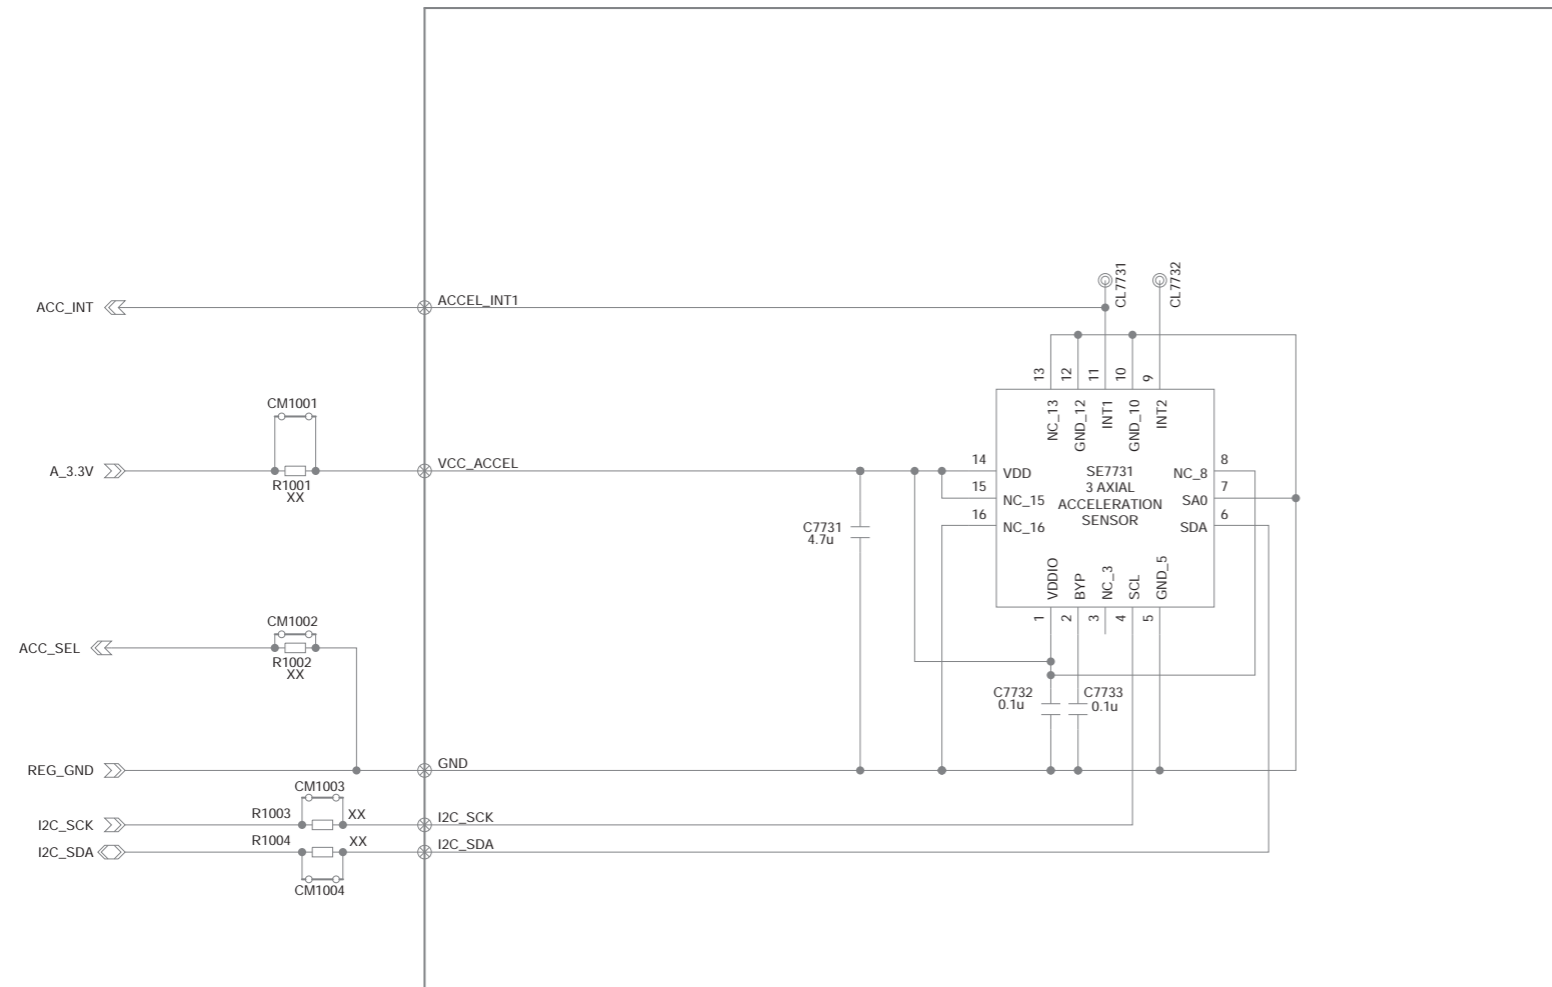 CL7731
CL7732
ACC_INT
ACCEL_INT1
13
12
11
10
9
CM1001
NC_13
GND_12
INT1
GND_10
INT2
A_3.3V
R1001
XX
VCC_ACCEL
14
15
16
VDD
NC_15
NC_16
SE7731
3 AXIAL
ACCELERATION
SENSOR
NC_8
SA0
SDA
8
7
6
C7731
4.7u
VDDIO
BYP
NC_3
SCL
GND_5
1
2
3
4
5
CM1002
ACC_SEL
R1002
XX
C7732
0.1u
C7733
0.1u
REG_GND
GND
CM1003
R1003
XX
I2C_SCK
I2C_SCK
R1004
XX
I2C_SDA
I2C_SDA
CM1004